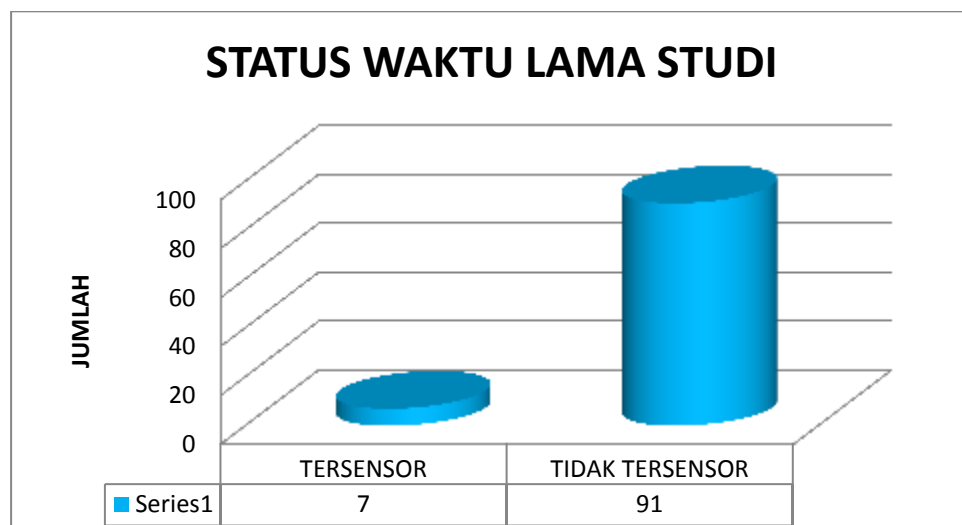 STATUS WAKTU LAMA STUDI
JUMLAH
100
80
60
40
20
0
TERSENSOR TIDAK TERSENSOR
Series1 7 91